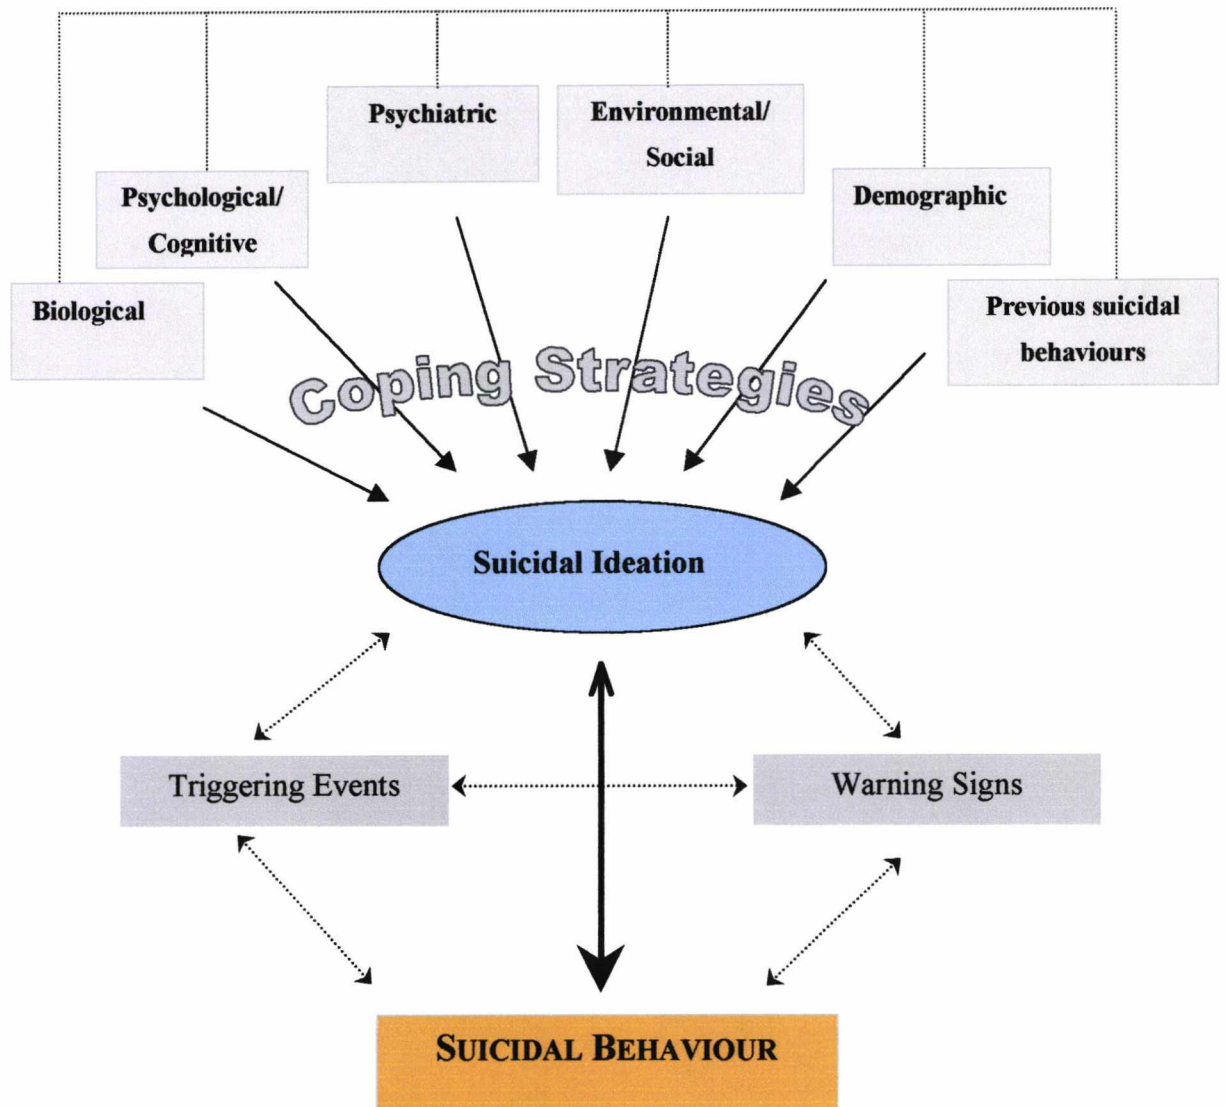 Psychiatric
Environmental/
Social
Psychological/
Cognitive
Demographic
Biological
Previous suicidal
behaviours
Coping Strategies
Suicidal Ideation
Triggering Events
Warning Signs
SUICIDAL BEHAVIOUR